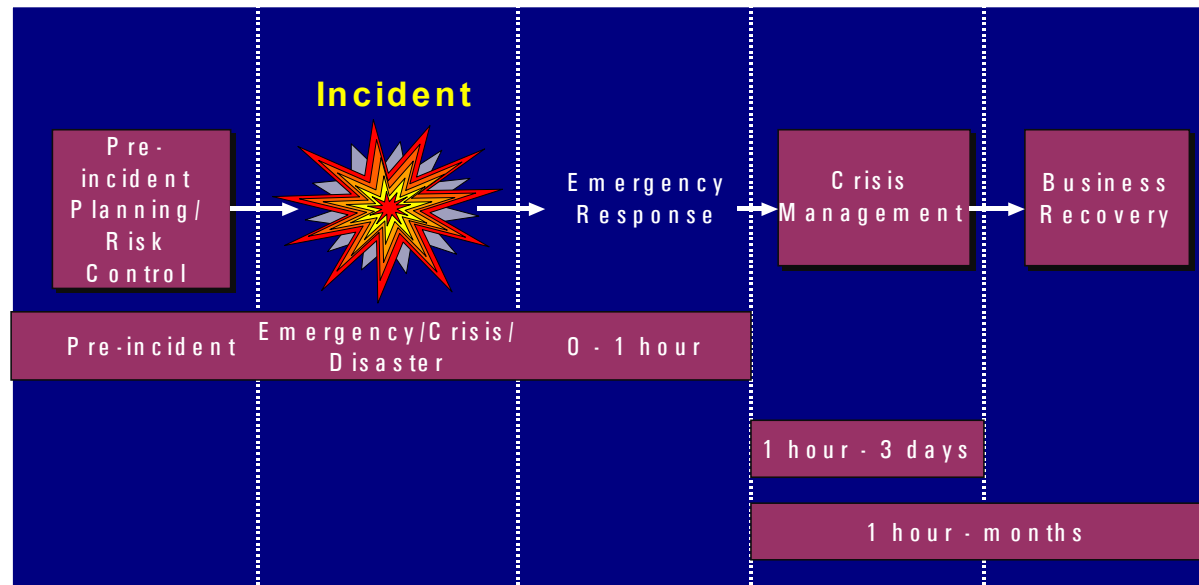 Incident
Pre-
incident
Planning/
Risk
Control
Emergency
Response
Crisis
Management
Business
Recovery
Pre-incident
Emergency/Crisis/
Disaster
0 - 1 hour
1 hour - 3 days
1 hour - months